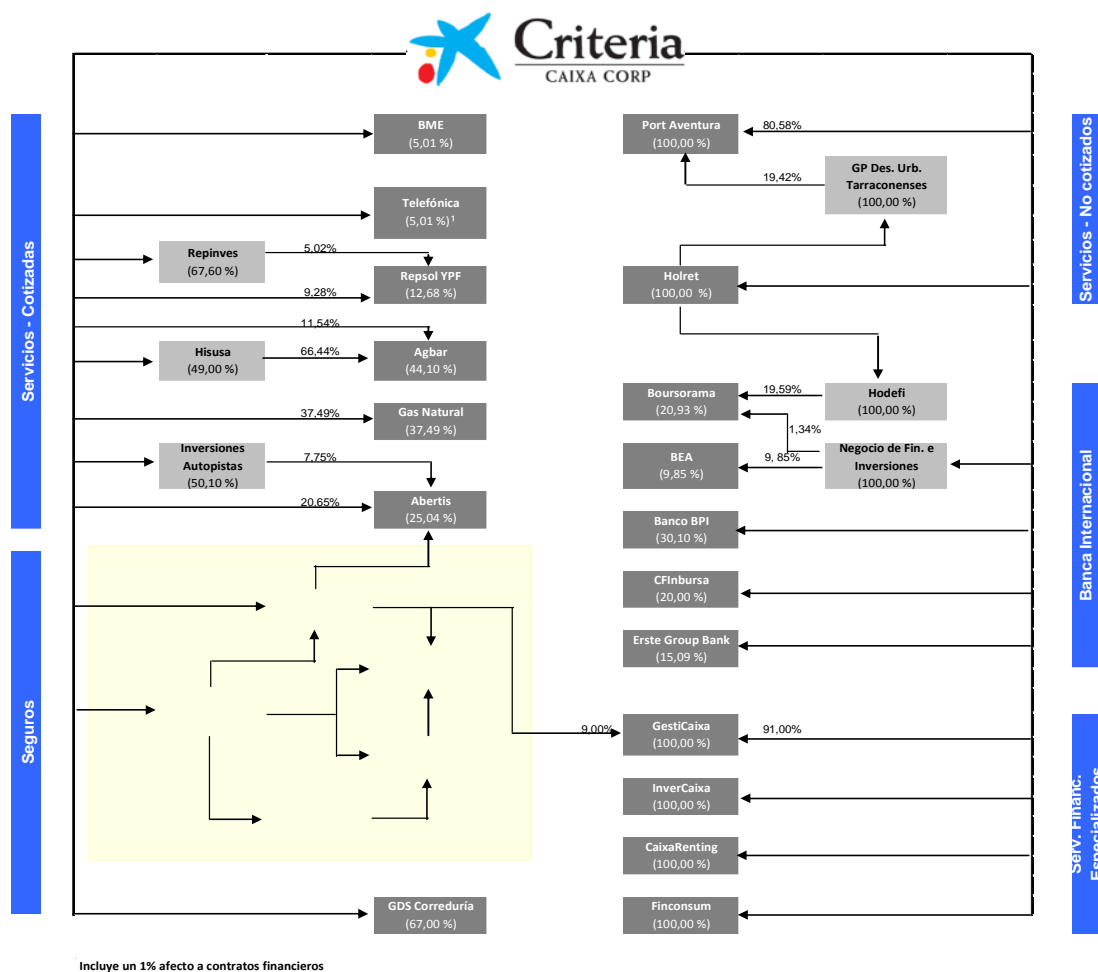 Criteria
CAIXA CORP
Servicios - Cotizadas
BME
(5,01 %)
Telefónica
(5,01 %)¹
Repinves
(67,60 %)
5,02%
Repsol YPF
(12,68 %)
9,28%
11,54%
Hisusa
(49,00 %)
66,44%
Agbar
(44,10 %)
37,49%
Gas Natural
(37,49 %)
Inversiones
Autopistas
(50,10 %)
7,75%
20,65%
Abertis
(25,04 %)
Seguros
GDS Correduría
(67,00 %)
Servicios - No cotizados
Port Aventura
(100,00 %)
80,58%
19,42%
GP Des. Urb.
Tarraconenses
(100,00 %)
Holret
(100,00 %)
Banca Internacional
Boursorama
(20,93 %)
19,59%
Hodefi
(100,00 %)
1,34%
BEA
(9,85 %)
9, 85%
Negocio de Fin. e
Inversiones
(100,00 %)
Banco BPI
(30,10 %)
CFInbursa
(20,00 %)
Erste Group Bank
(15,09 %)
Serv. Financ.
Especializados
9,00%
GestiCaixa
(100,00 %)
91,00%
InverCaixa
(100,00 %)
CaixaRenting
(100,00 %)
Finconsum
(100,00 %)
Incluye un 1% afecto a contratos financieros